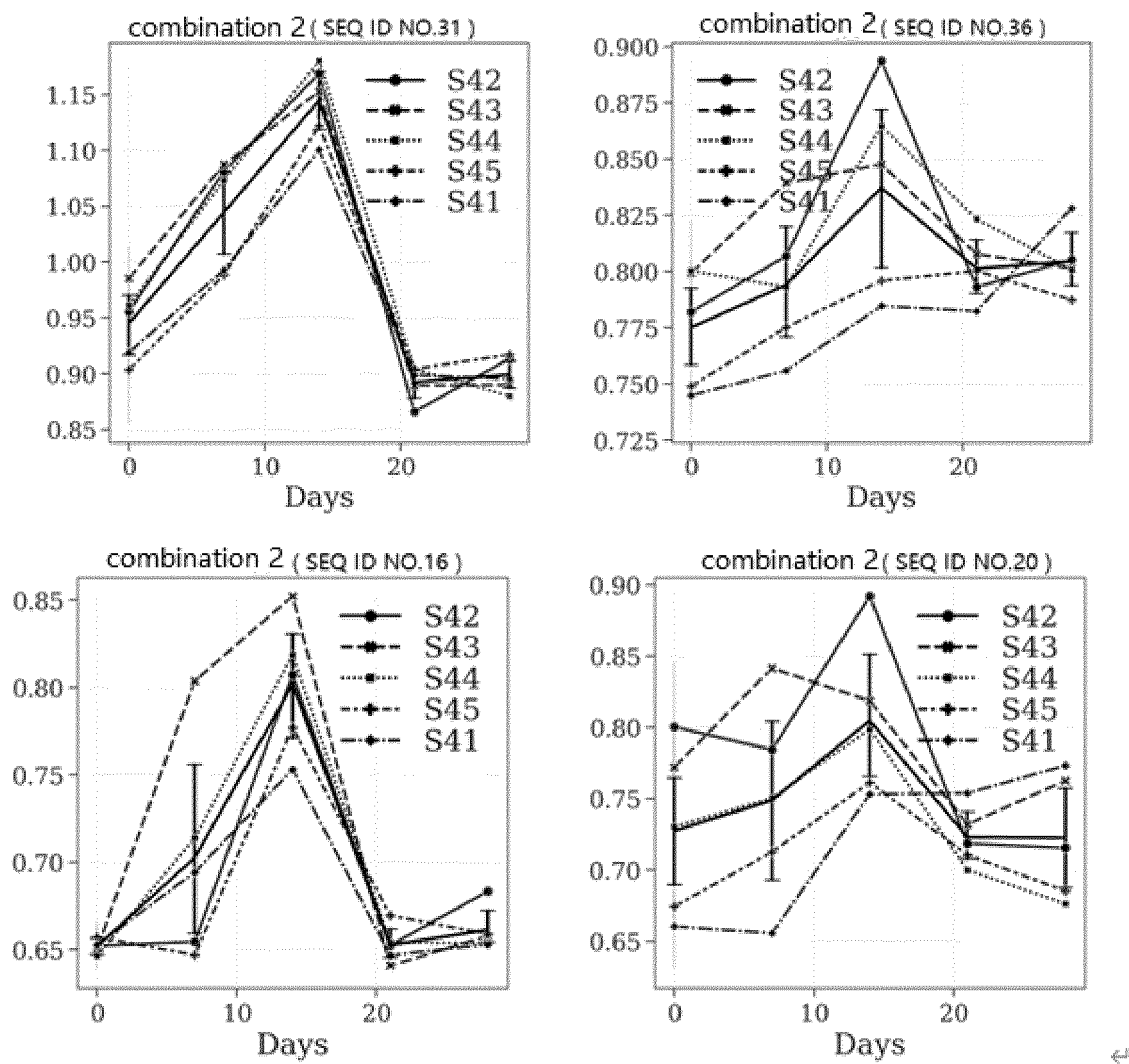 combination 2 ( SEQ ID NO.31 )
1.15
1.10
1.05
1.00
0.95
0.90
0.85
S42
S43
S44
S45
S41
0 10 20
Days
combination 2 ( SEQ ID NO.36 )
0.900
0.875
0.850
0.825
0.800
0.775
0.750
0.725
S42
S43
S44
S45
S41
0 10 20
Days
combination 2 ( SEQ ID NO.16 )
0.85
0.80
0.75
0.70
0.65
S42
S43
S44
S45
S41
0 10 20
Days
combination 2 ( SEQ ID NO.20 )
0.90
0.85
0.80
0.75
0.70
0.65
S42
S43
S44
S45
S41
0 10 20
Days